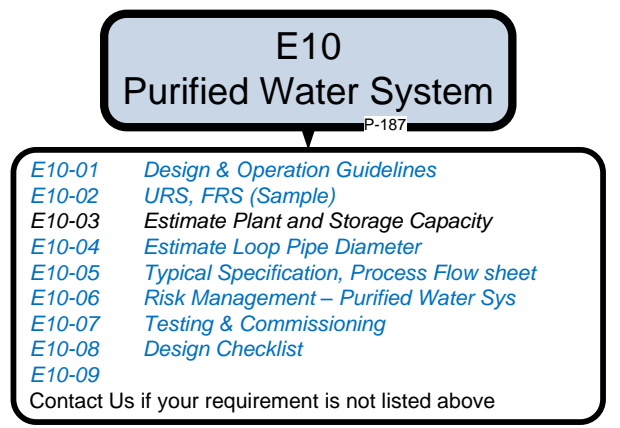 E10
Purified Water System
P-187
E10-01 Design & Operation Guidelines
E10-02 URS, FRS (Sample)
E10-03 Estimate Plant and Storage Capacity
E10-04 Estimate Loop Pipe Diameter
E10-05 Typical Specification, Process Flow sheet
E10-06 Risk Management – Purified Water Sys
E10-07 Testing & Commissioning
E10-08 Design Checklist
E10-09
Contact Us if your requirement is not listed above